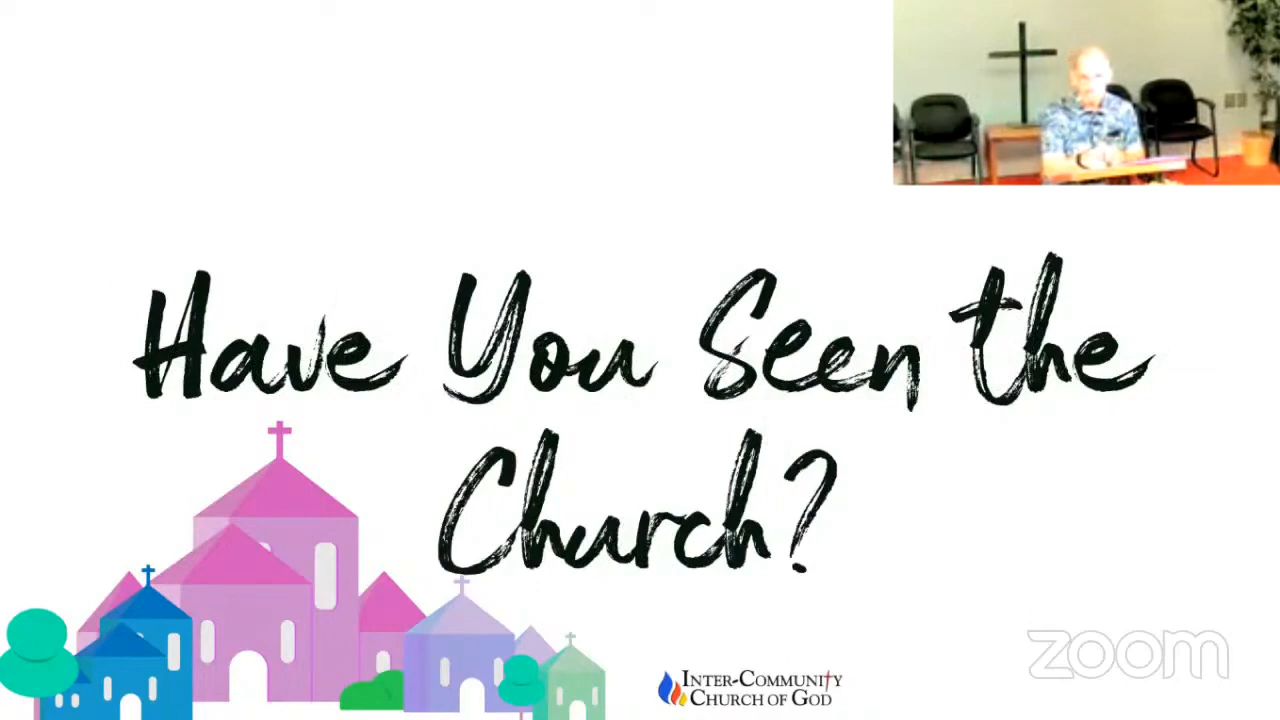 Have You Seen the
Church?
Inter-Community
Church of God
zoom